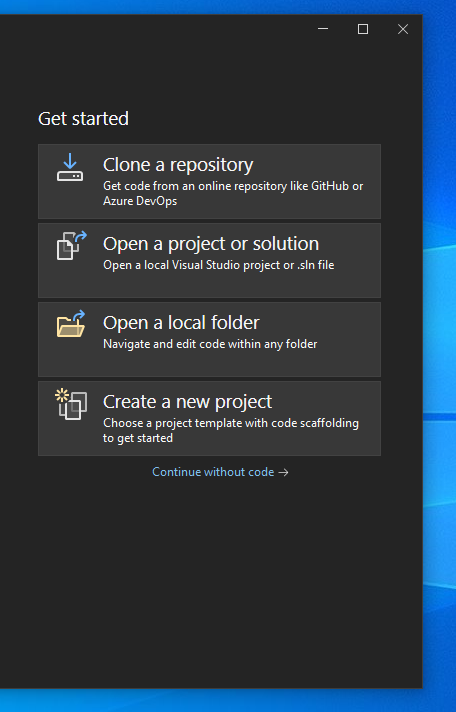 Get started
Clone a repository
Get code from an online repository like GitHub or
Azure DevOps
Open a project or solution
Open a local Visual Studio project or .sln file
Open a local folder
Navigate and edit code within any folder
Create a new project
Choose a project template with code scaffolding
to get started
Continue without code →